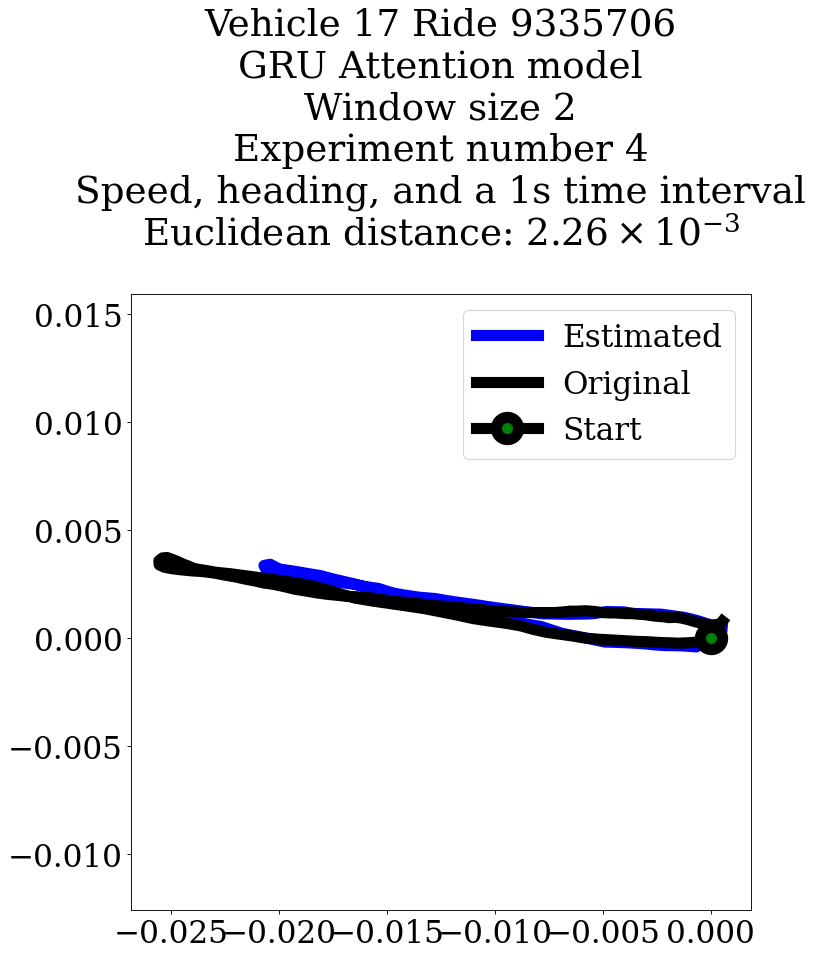 Vehicle 17 Ride 9335706
GRU Attention model
Window size 2
Experiment number 4
Speed, heading, and a 1s time interval
Euclidean distance: 2.26 × 10⁻³
Estimated
Original
Start
0.015
0.010
0.005
0.000
−0.005
−0.010
−0.025 −0.020 −0.015 −0.010 −0.005 0.000